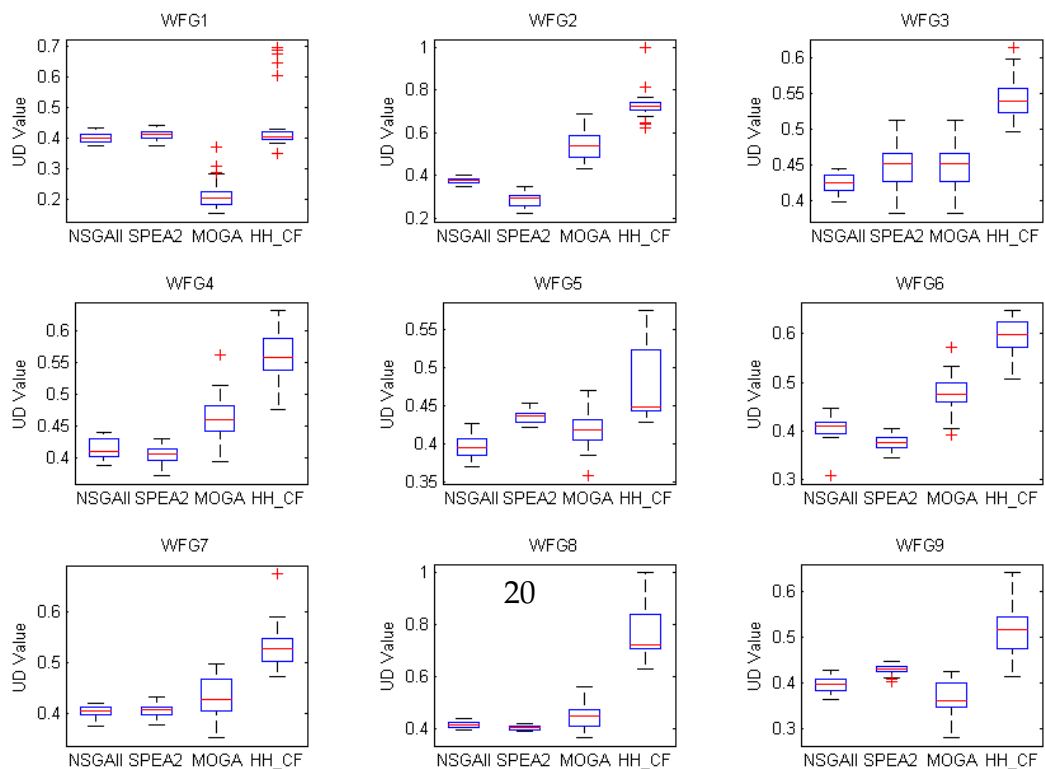 WFG1
UD Value
0.7
0.6
0.5
0.4
0.3
0.2
NSGAII SPEA2 MOGA HH_CF
WFG2
UD Value
1
0.8
0.6
0.4
0.2
NSGAII SPEA2 MOGA HH_CF
WFG3
UD Value
0.6
0.55
0.5
0.45
0.4
NSGAII SPEA2 MOGA HH_CF
WFG4
UD Value
0.6
0.55
0.5
0.45
0.4
NSGAII SPEA2 MOGA HH_CF
WFG5
UD Value
0.55
0.5
0.45
0.4
0.35
NSGAII SPEA2 MOGA HH_CF
WFG6
UD Value
0.6
0.5
0.4
0.3
NSGAII SPEA2 MOGA HH_CF
WFG7
UD Value
0.6
0.5
0.4
NSGAII SPEA2 MOGA HH_CF
WFG8
UD Value
1
0.8
0.6
0.4
20
NSGAII SPEA2 MOGA HH_CF
WFG9
UD Value
0.6
0.5
0.4
0.3
NSGAII SPEA2 MOGA HH_CF